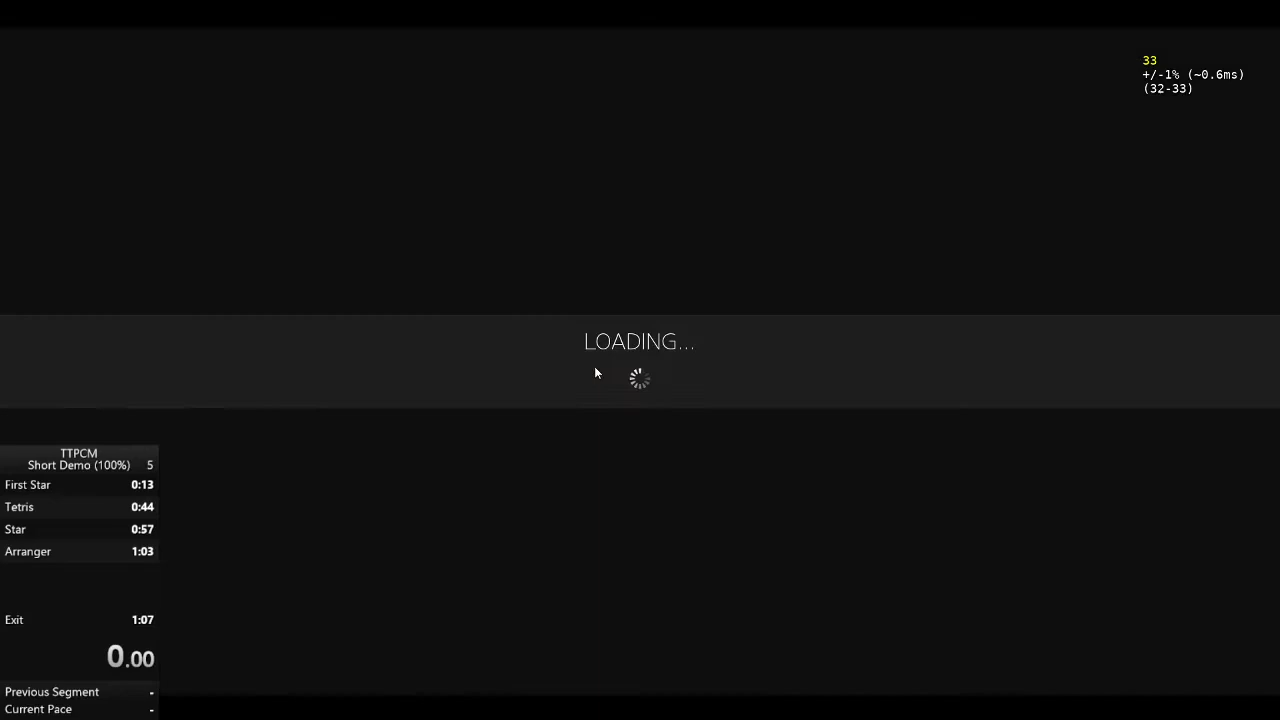 33
+/-1% (~0.6ms)
(32-33)
LOADING...
TTPCM
Short Demo (100%) 5
First Star 0:13
Tetris 0:44
Star 0:57
Arranger 1:03
Exit 1:07
0.00
Previous Segment -
Current Pace -